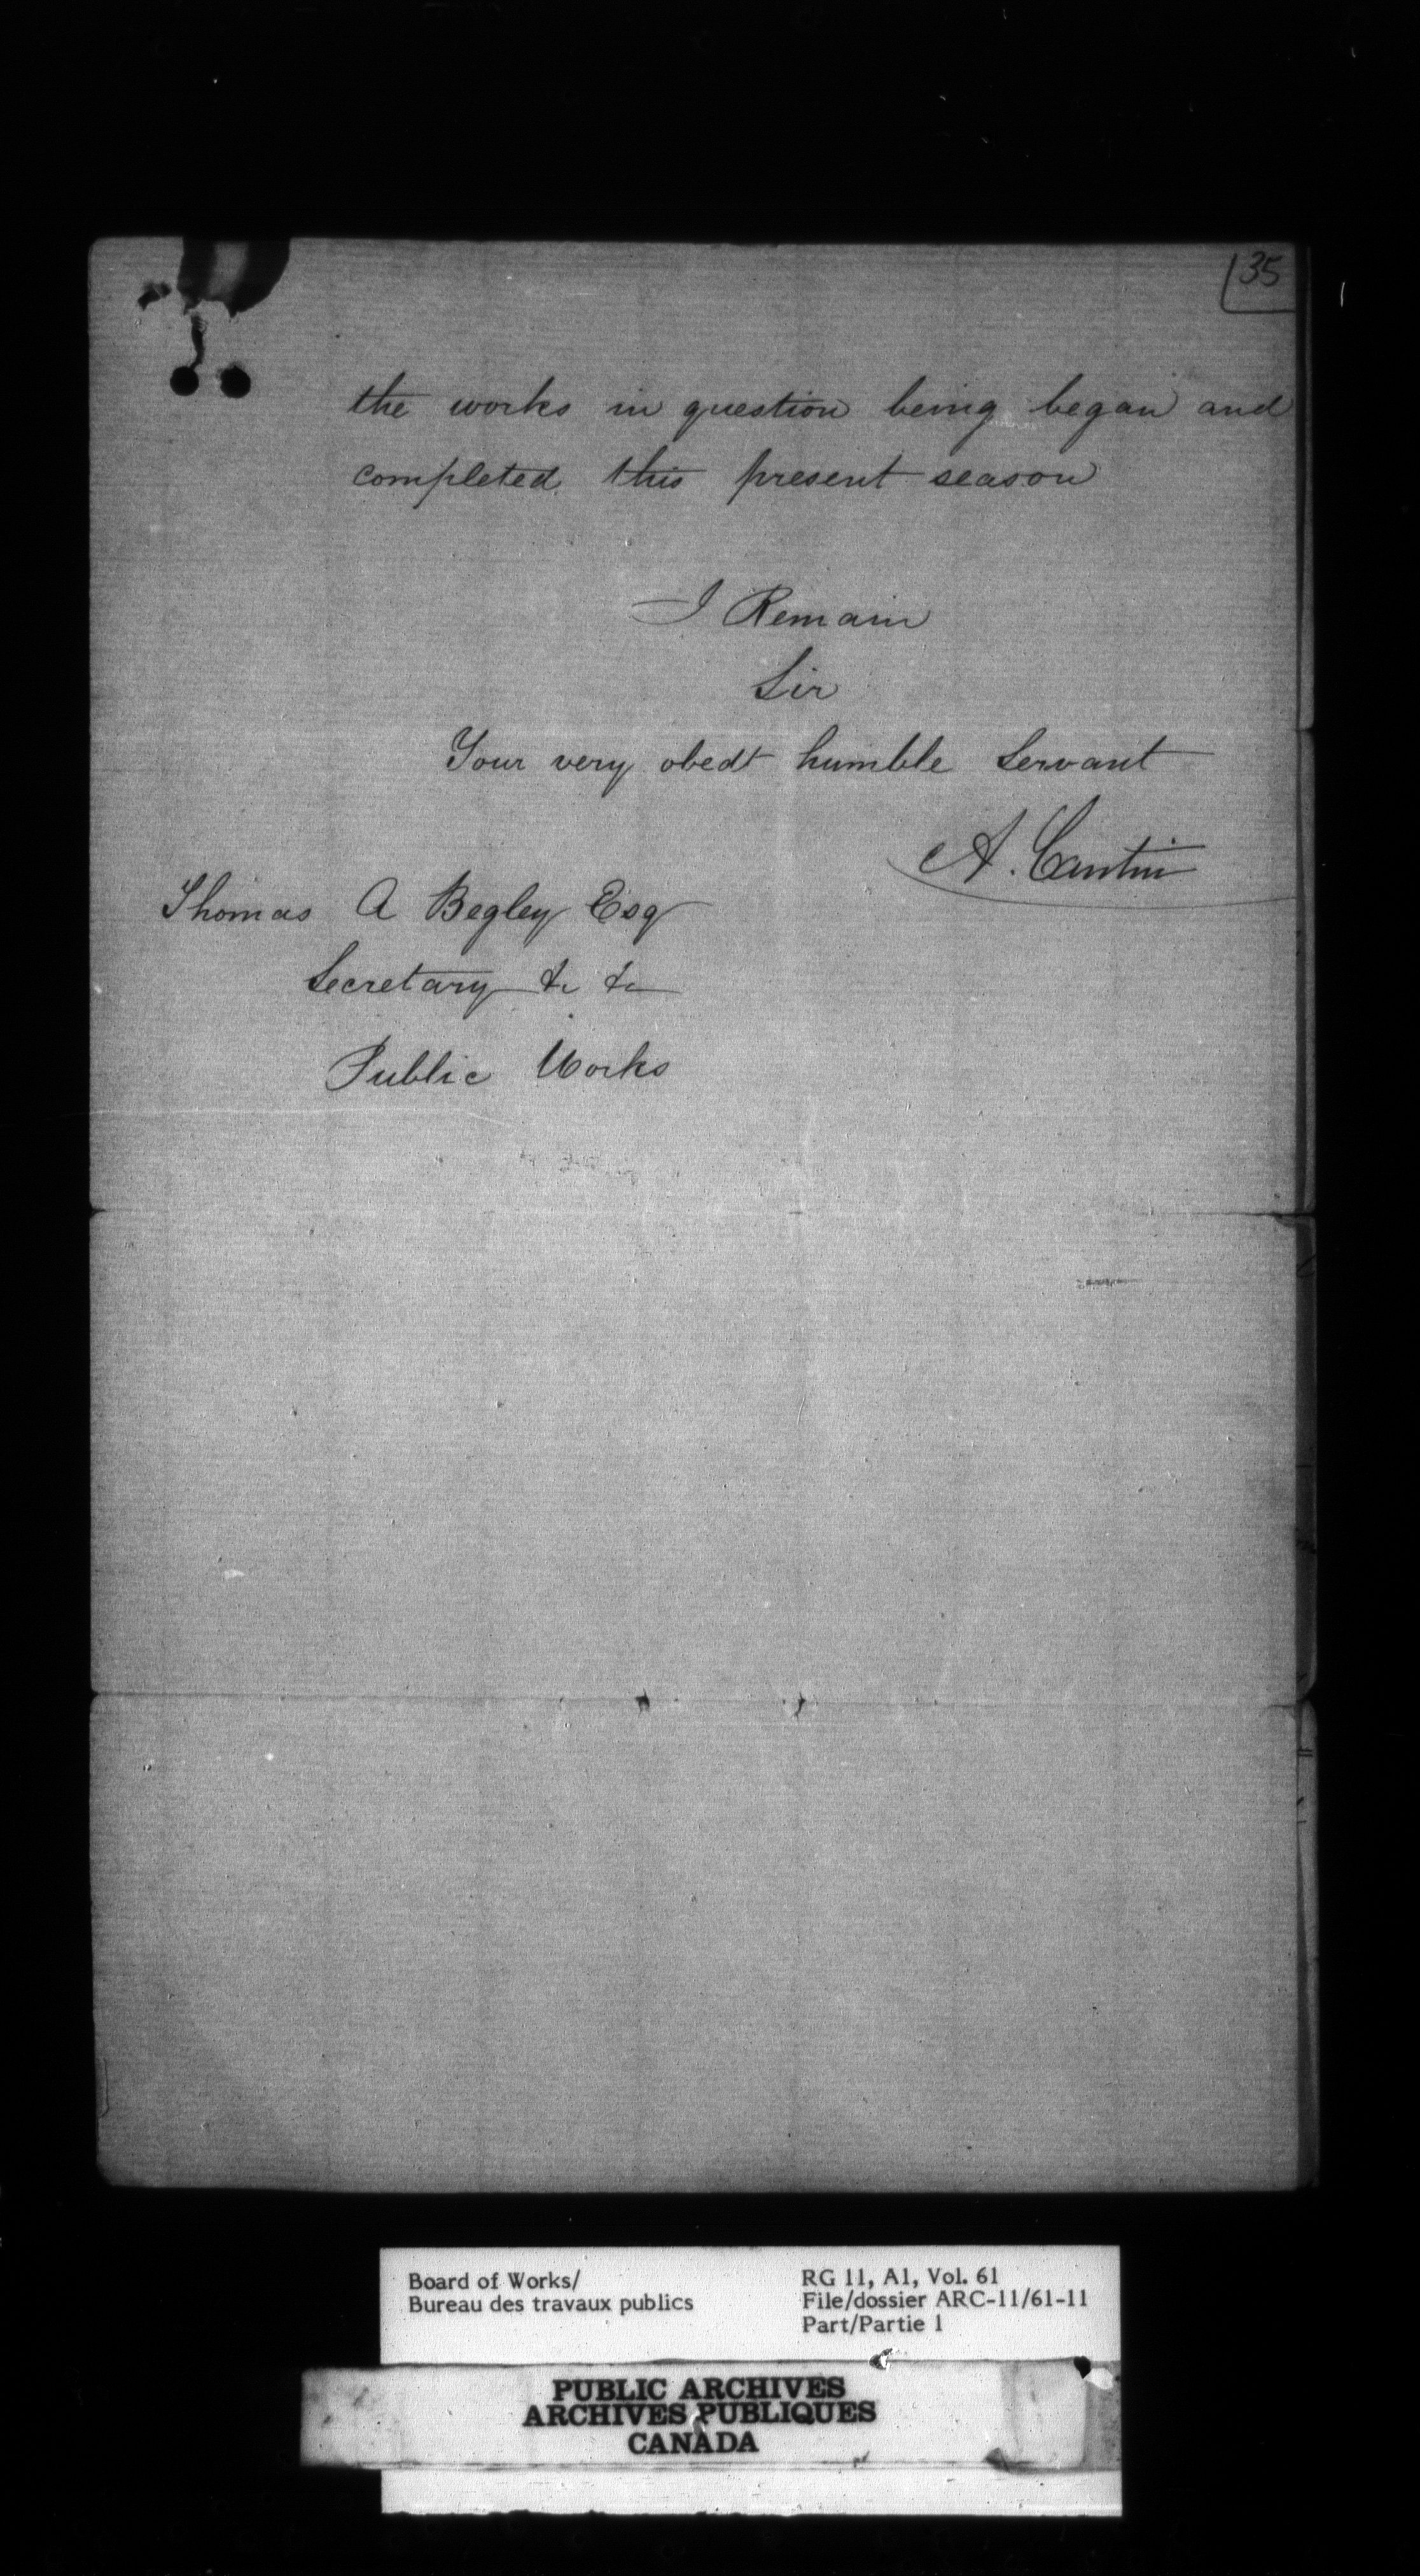 35
the works in question being began and
completed this present season
I Remain
Sir
Your very obedt humble Servant
A. Cantin
Thomas A Begley Esq
Secretary &c &c
Public Works
Board of Works/
Bureau des travaux publics
RG 11, A1, Vol. 61
File/dossier ARC-11/61-11
Part/Partie 1
PUBLIC ARCHIVES
ARCHIVES PUBLIQUES
CANADA